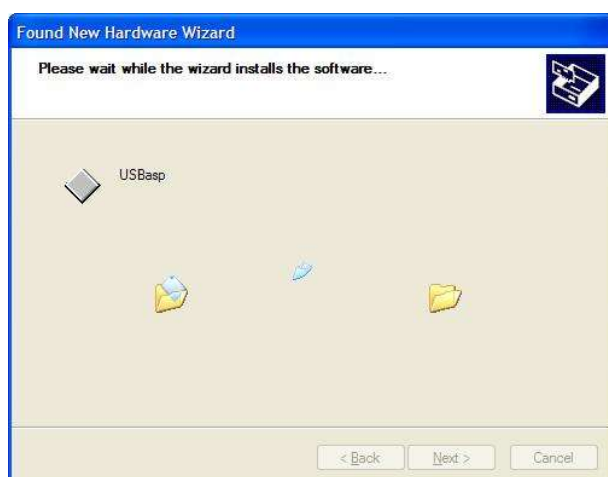 Found New Hardware Wizard
Please wait while the wizard installs the software...
USBasp
< Back Next > Cancel